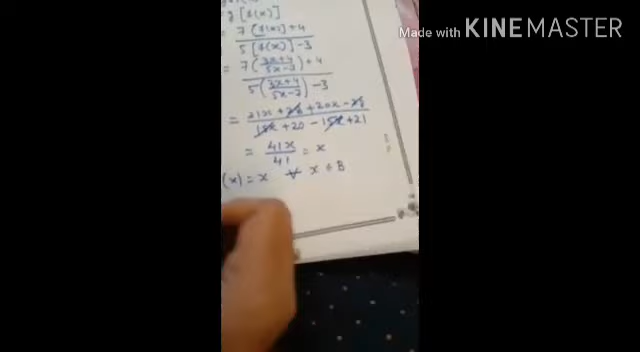 Made with KINEMASTER
g[f(x)]
= 7[f(x)]+4 / 5[f(x)]-3
= 7(3x+4 / 5x-7)+4 / 5(3x+4 / 5x-7)-3
= 21x+28+20x-28 / 15x+20-15x+21
= 41x / 41 = x
(x) = x ∀ x ∈ B